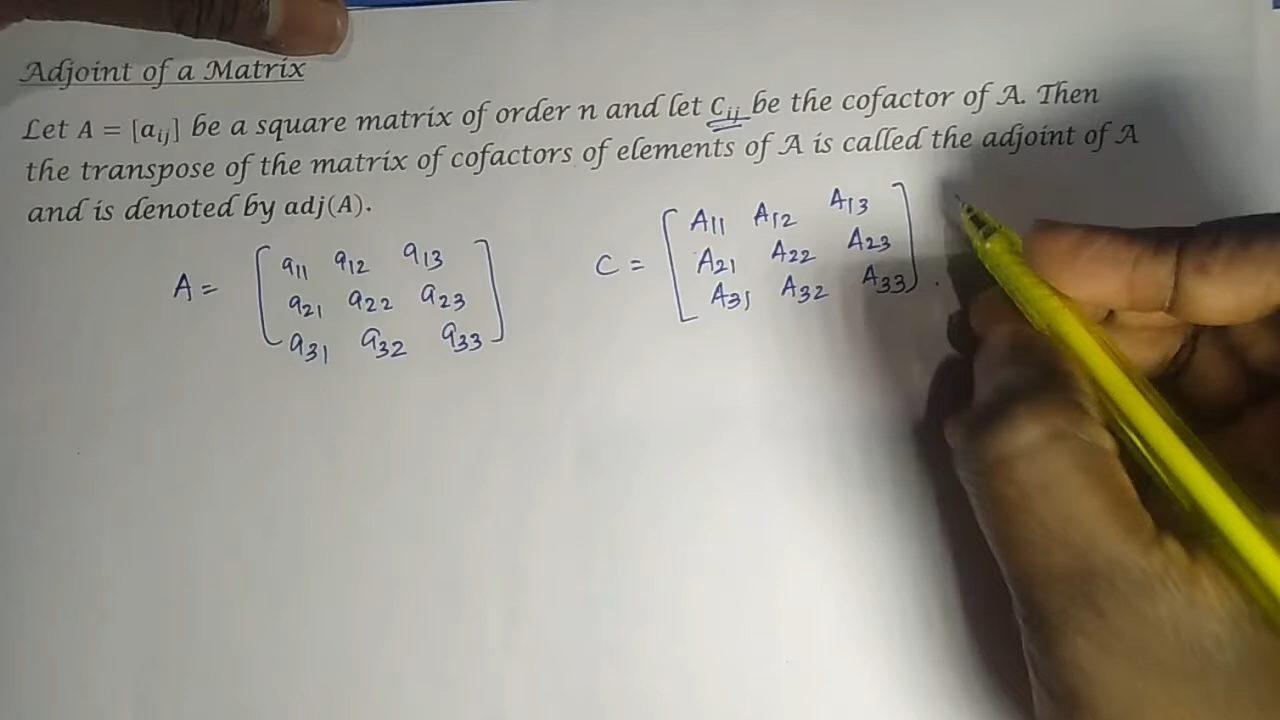 Adjoint of a Matrix
Let A = [aᵢⱼ] be a square matrix of order n and let Cᵢⱼ be the cofactor of A. Then
the transpose of the matrix of cofactors of elements of A is called the adjoint of A
and is denoted by adj(A).
A = [ a11 a12 a13
a21 a22 a23
a31 a32 a33 ]
C = [ A11 A12 A13
A21 A22 A23
A31 A32 A33 ].